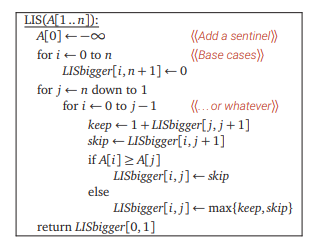 LIS(A[1..n]):
A[0] ← −∞ ⟨⟨Add a sentinel⟩⟩
for i ← 0 to n ⟨⟨Base cases⟩⟩
LISbigger[i, n + 1] ← 0
for j ← n down to 1
for i ← 0 to j − 1 ⟨⟨... or whatever⟩⟩
keep ← 1 + LISbigger[j, j + 1]
skip ← LISbigger[i, j + 1]
if A[i] ≥ A[j]
LISbigger[i, j] ← skip
else
LISbigger[i, j] ← max{keep, skip}
return LISbigger[0, 1]